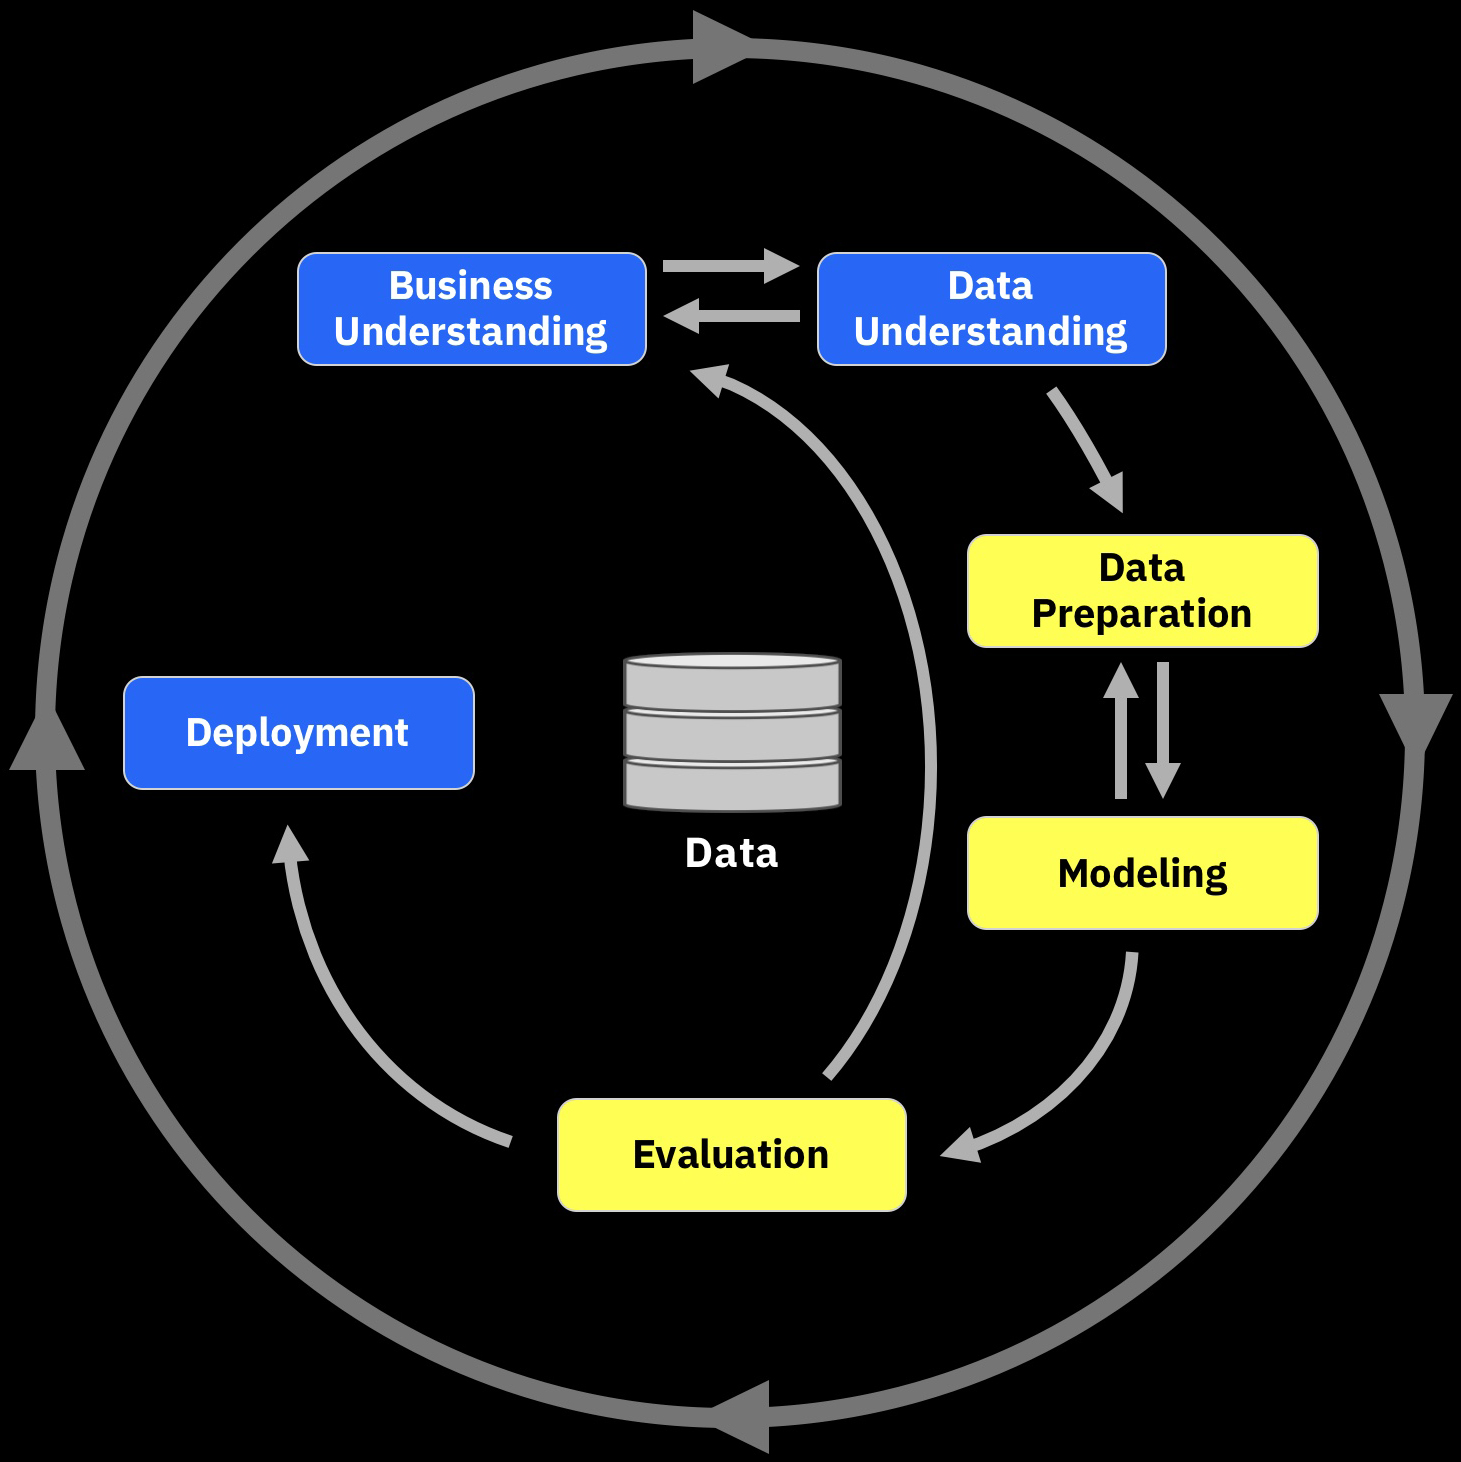 Business
Understanding
Data
Understanding
Data
Preparation
Deployment
Data
Modeling
Evaluation